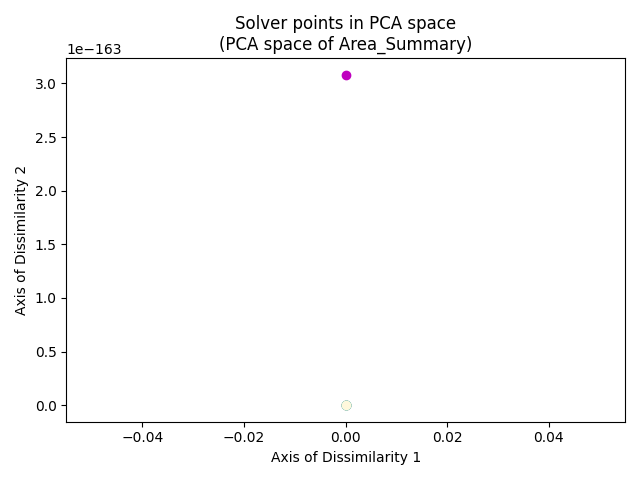 Solver points in PCA space
(PCA space of Area_Summary)
1e−163
3.0
2.5
2.0
1.5
1.0
0.5
0.0
Axis of Dissimilarity 2
−0.04
−0.02
0.00
0.02
0.04
Axis of Dissimilarity 1